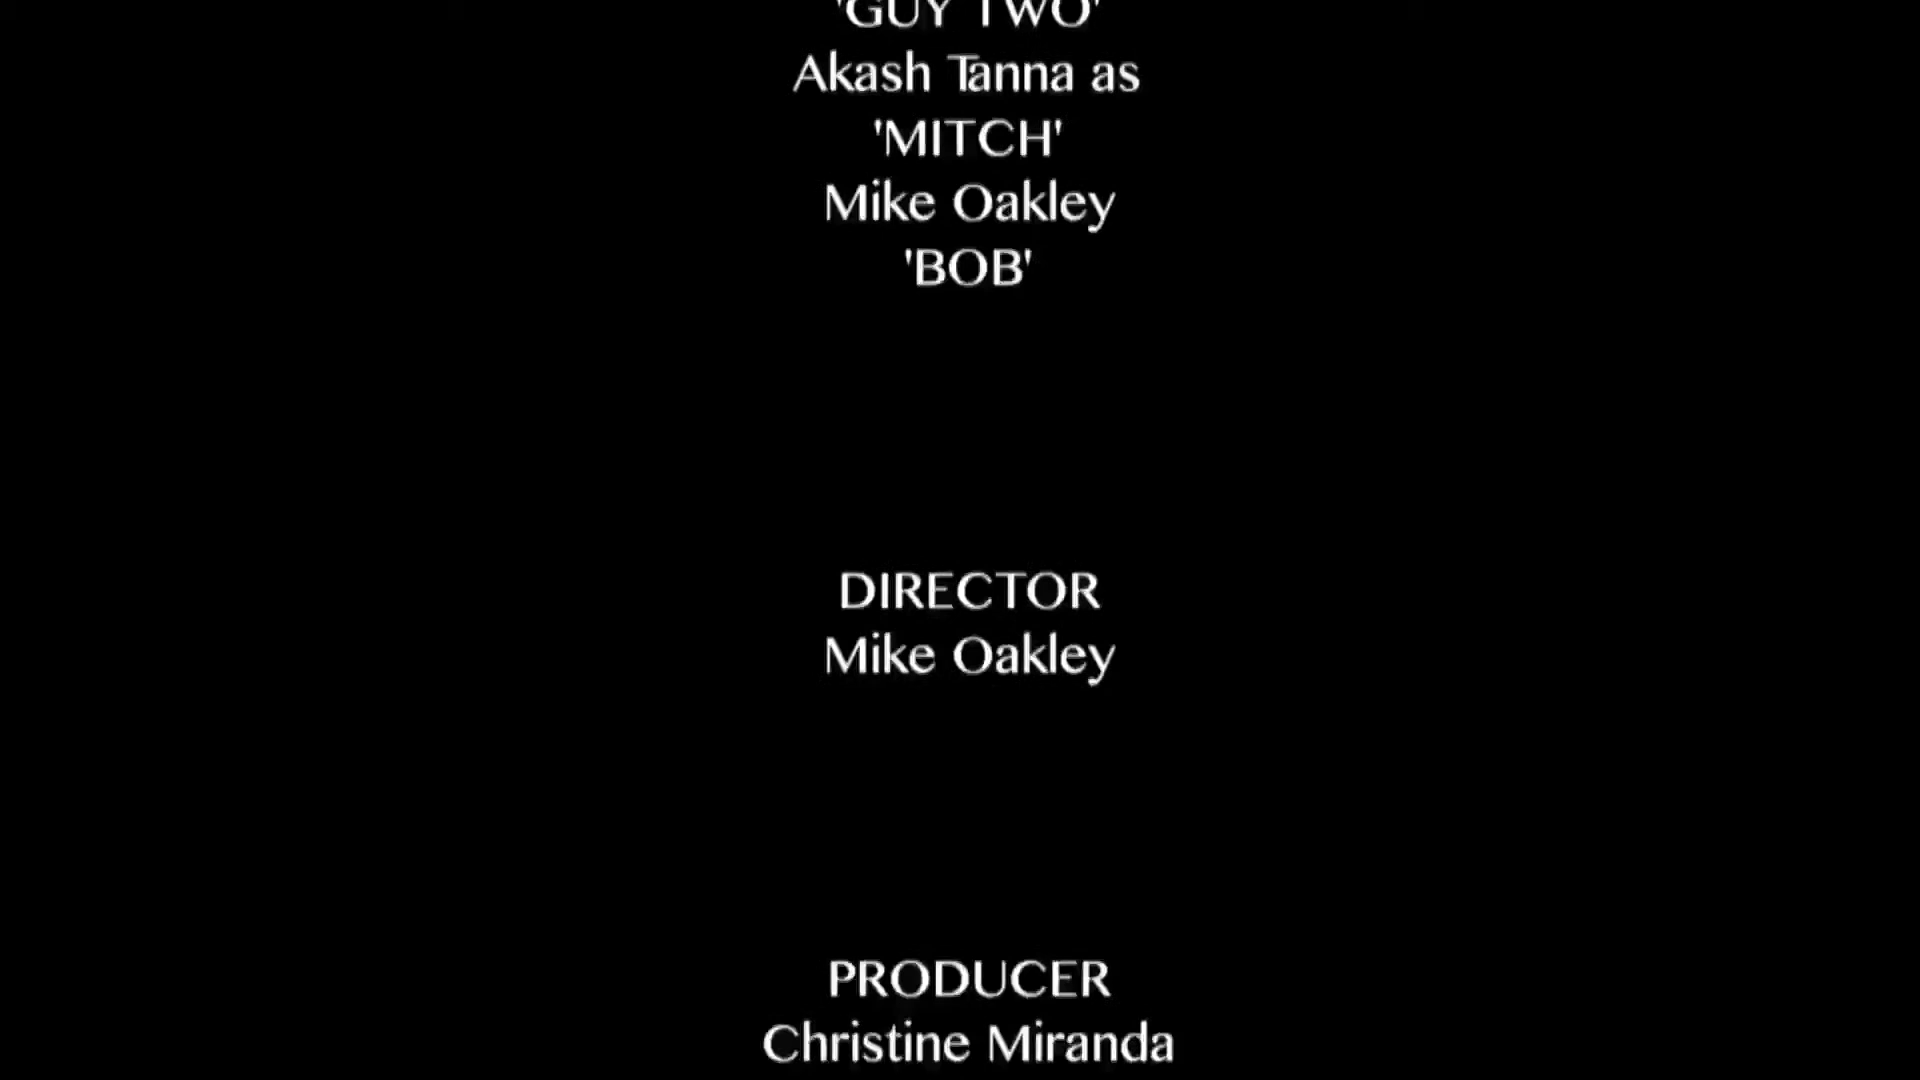 'GUY TWO'
Akash Tanna as
'MITCH'
Mike Oakley
'BOB'
DIRECTOR
Mike Oakley
PRODUCER
Christine Miranda